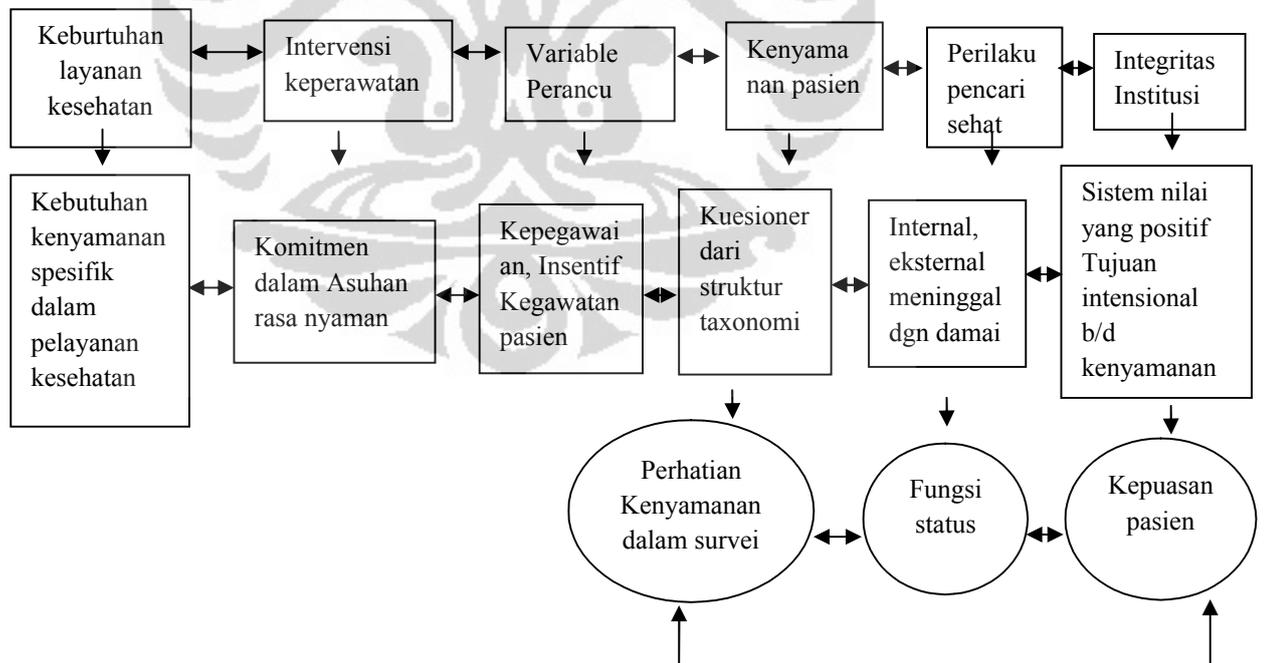 Keburtuhan
layanan
kesehatan
Intervensi
keperawatan
Variable
Perancu
Kenyama
nan pasien
Perilaku
pencari
sehat
Integritas
Institusi
Kebutuhan
kenyamanan
spesifik
dalam
pelayanan
kesehatan
Komitmen
dalam Asuhan
rasa nyaman
Kepegawai
an, Insentif
Kegawatan
pasien
Kuesioner
dari
struktur
taxonomi
Internal,
eksternal
meninggal
dgn damai
Sistem nilai
yang positif
Tujuan
intensional
b/d
kenyamanan
Perhatian
Kenyamanan
dalam survei
Fungsi
status
Kepuasan
pasien